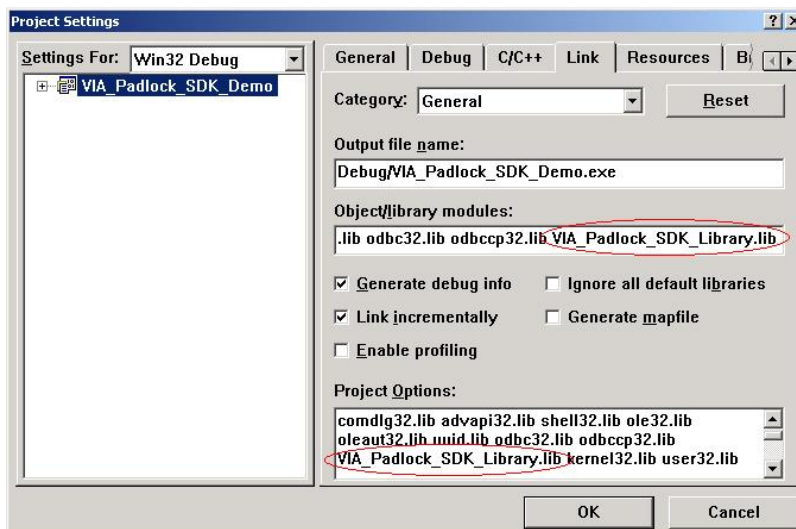 Project Settings
Settings For: Win32 Debug
VIA_Padlock_SDK_Demo
General Debug C/C++ Link Resources
Category: General
Reset
Output file name:
Debug/VIA_Padlock_SDK_Demo.exe
Object/library modules:
.lib odbc32.lib odbccp32.lib VIA_Padlock_SDK_Library.lib
Generate debug info Ignore all default libraries
Link incrementally Generate mapfile
Enable profiling
Project Options:
comdlg32.lib advapi32.lib shell32.lib ole32.lib
oleaut32.lib uuid.lib odbc32.lib odbccp32.lib
VIA_Padlock_SDK_Library.lib kernel32.lib user32.lib
OK Cancel